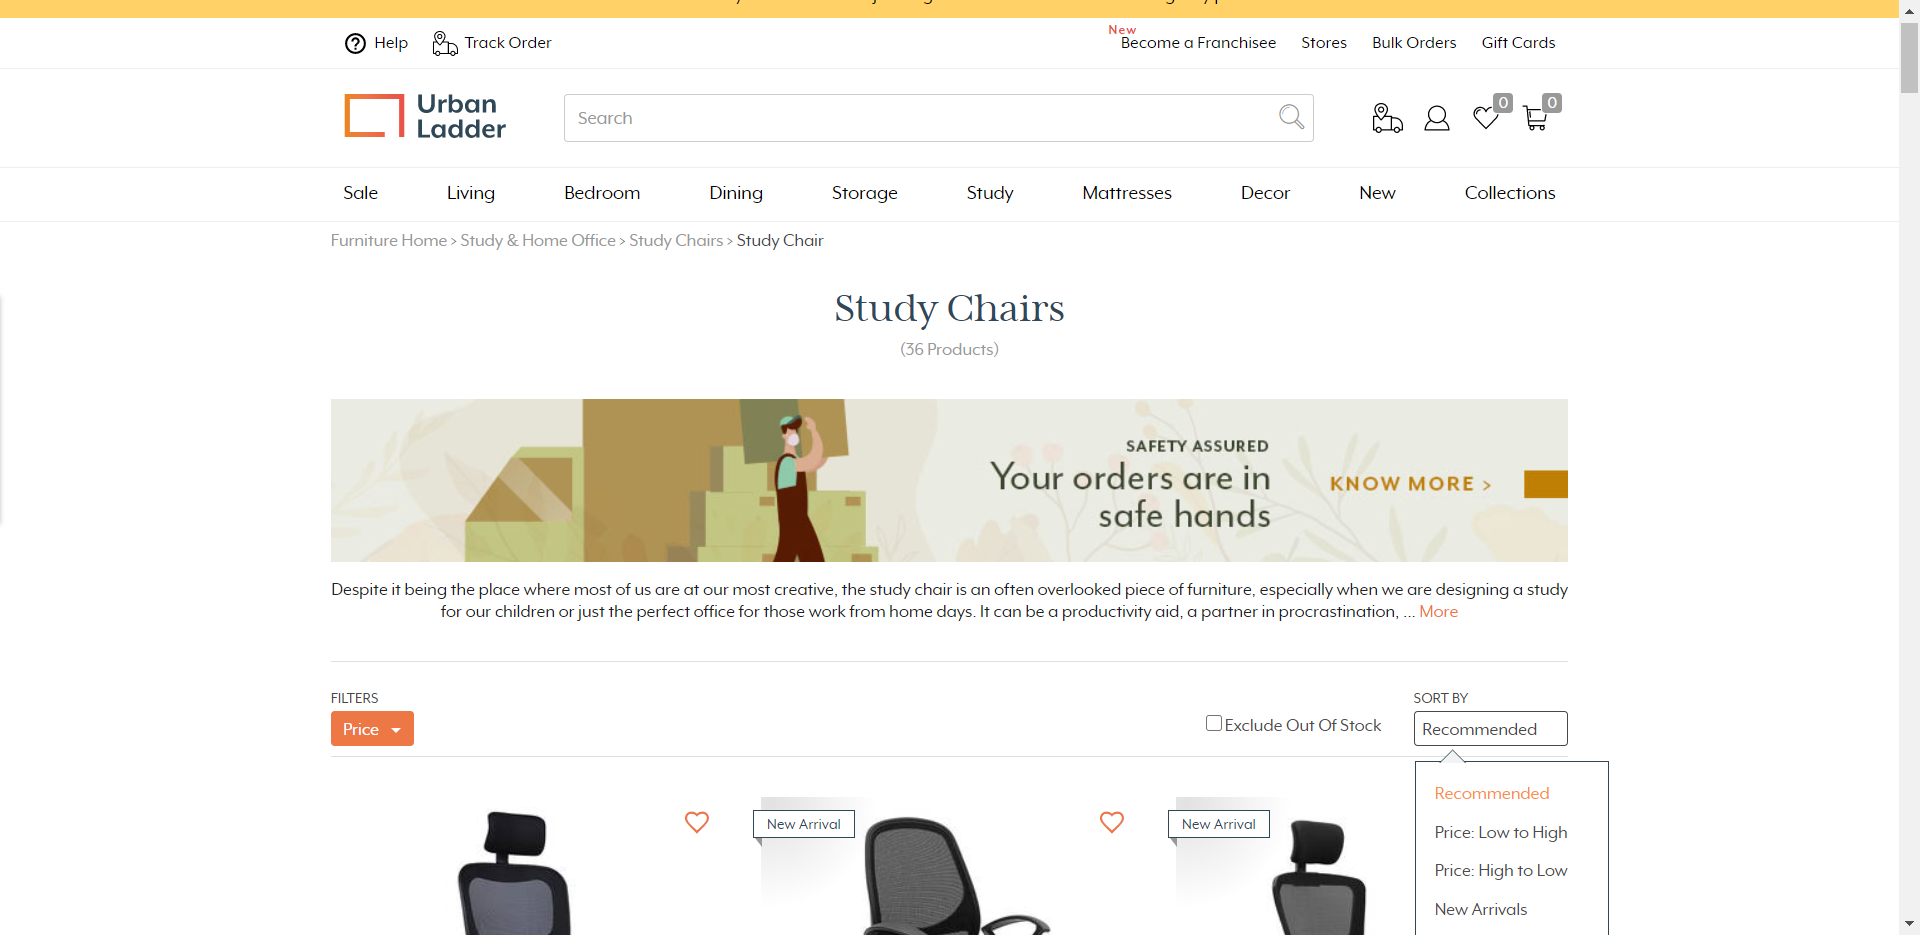 Help
Track Order
New
Become a Franchisee
Stores
Bulk Orders
Gift Cards
Urban
Ladder
Search
0
0
Sale
Living
Bedroom
Dining
Storage
Study
Mattresses
Decor
New
Collections
Furniture Home > Study & Home Office > Study Chairs > Study Chair
Study Chairs
(36 Products)
SAFETY ASSURED
Your orders are in
safe hands
KNOW MORE >
Despite it being the place where most of us are at our most creative, the study chair is an often overlooked piece of furniture, especially when we are designing a study
for our children or just the perfect office for those work from home days. It can be a productivity aid, a partner in procrastination, ... More
FILTERS
Price
Exclude Out Of Stock
SORT BY
Recommended
Recommended
Price: Low to High
Price: High to Low
New Arrivals
New Arrival
New Arrival